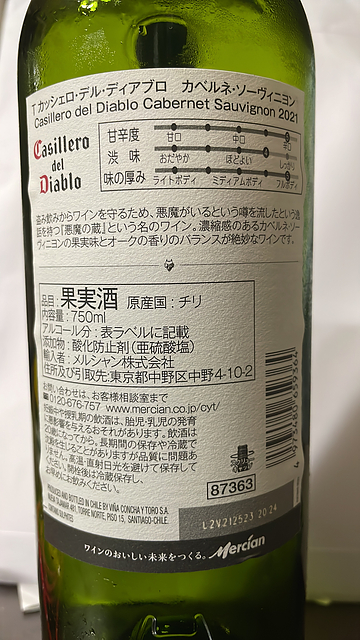 カッシェロ・デル・ディアブロ カベルネ・ソーヴィニヨン
Casillero del Diablo Cabernet Sauvignon 2021
Casillero
del
Diablo
甘辛度 甘口 中口 辛口
渋味 おだやか ほどよい しっかり
味の厚み ライトボディ ミディアムボディ フルボディ
盗み飲みからワインを守るため、悪魔がいるという噂を流したという逸
話を持つ『悪魔の蔵』という名のワイン。濃縮感のあるカベルネ・ソー
ヴィニヨンの果実味とオークの香りのバランスが絶妙なワインです。
品目:果実酒 原産国:チリ
内容量:750ml
アルコール分:表ラベルに記載
添加物:酸化防止剤(亜硫酸塩)
輸入者:メルシャン株式会社
住所及び引取先:東京都中野区中野4-10-2
お問い合わせは、お客様相談室まで
0120-676-757 www.mercian.co.jp/cyt/
妊娠中や授乳期の飲酒は、胎児・乳児の発育
に悪影響を与えるおそれがあります。飲酒は
20歳になってから。長期間の保存や冷蔵で
品質に問題あ
りません。高温・直射日光を避けて保存して
ください。開栓後は冷蔵保存し
お早めにお飲みください。
87363
PRODUCED AND BOTTLED IN CHILE BY VIÑA CONCHA Y TORO S.A.
NUEVA TAJAMAR 481, TORRE NORTE, PISO 15, SANTIAGO-CHILE.
L2V212523 20 24
ワインのおいしい未来をつくる。 Mercian